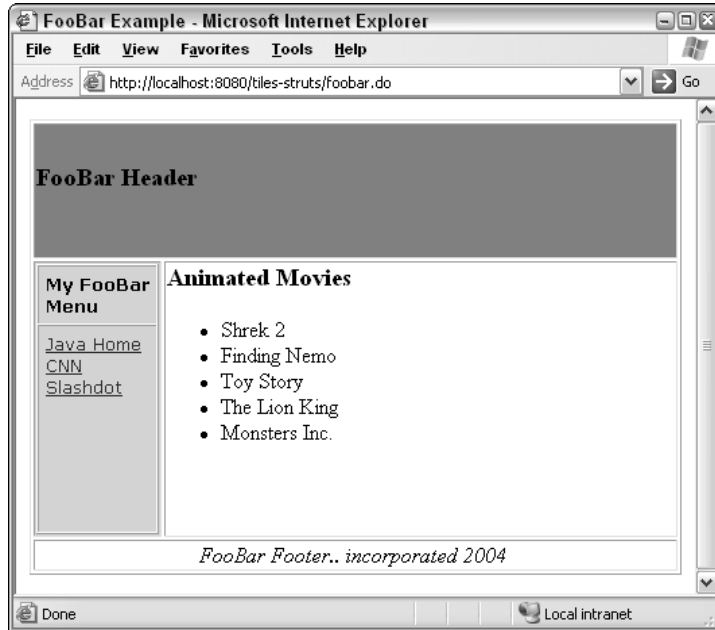 FooBar Example - Microsoft Internet Explorer
File Edit View Favorites Tools Help
Address http://localhost:8080/tiles-struts/foobar.do Go
FooBar Header
My FooBar
Menu
Java Home
CNN
Slashdot
Animated Movies
• Shrek 2
• Finding Nemo
• Toy Story
• The Lion King
• Monsters Inc.
FooBar Footer.. incorporated 2004
Done Local intranet